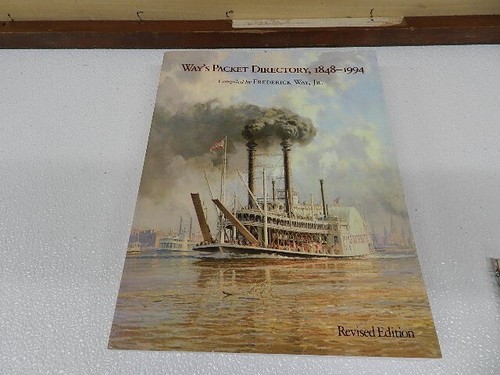 WAY'S PACKET DIRECTORY, 1848–1994
Compiled by FREDERICK WAY, JR.
Revised Edition